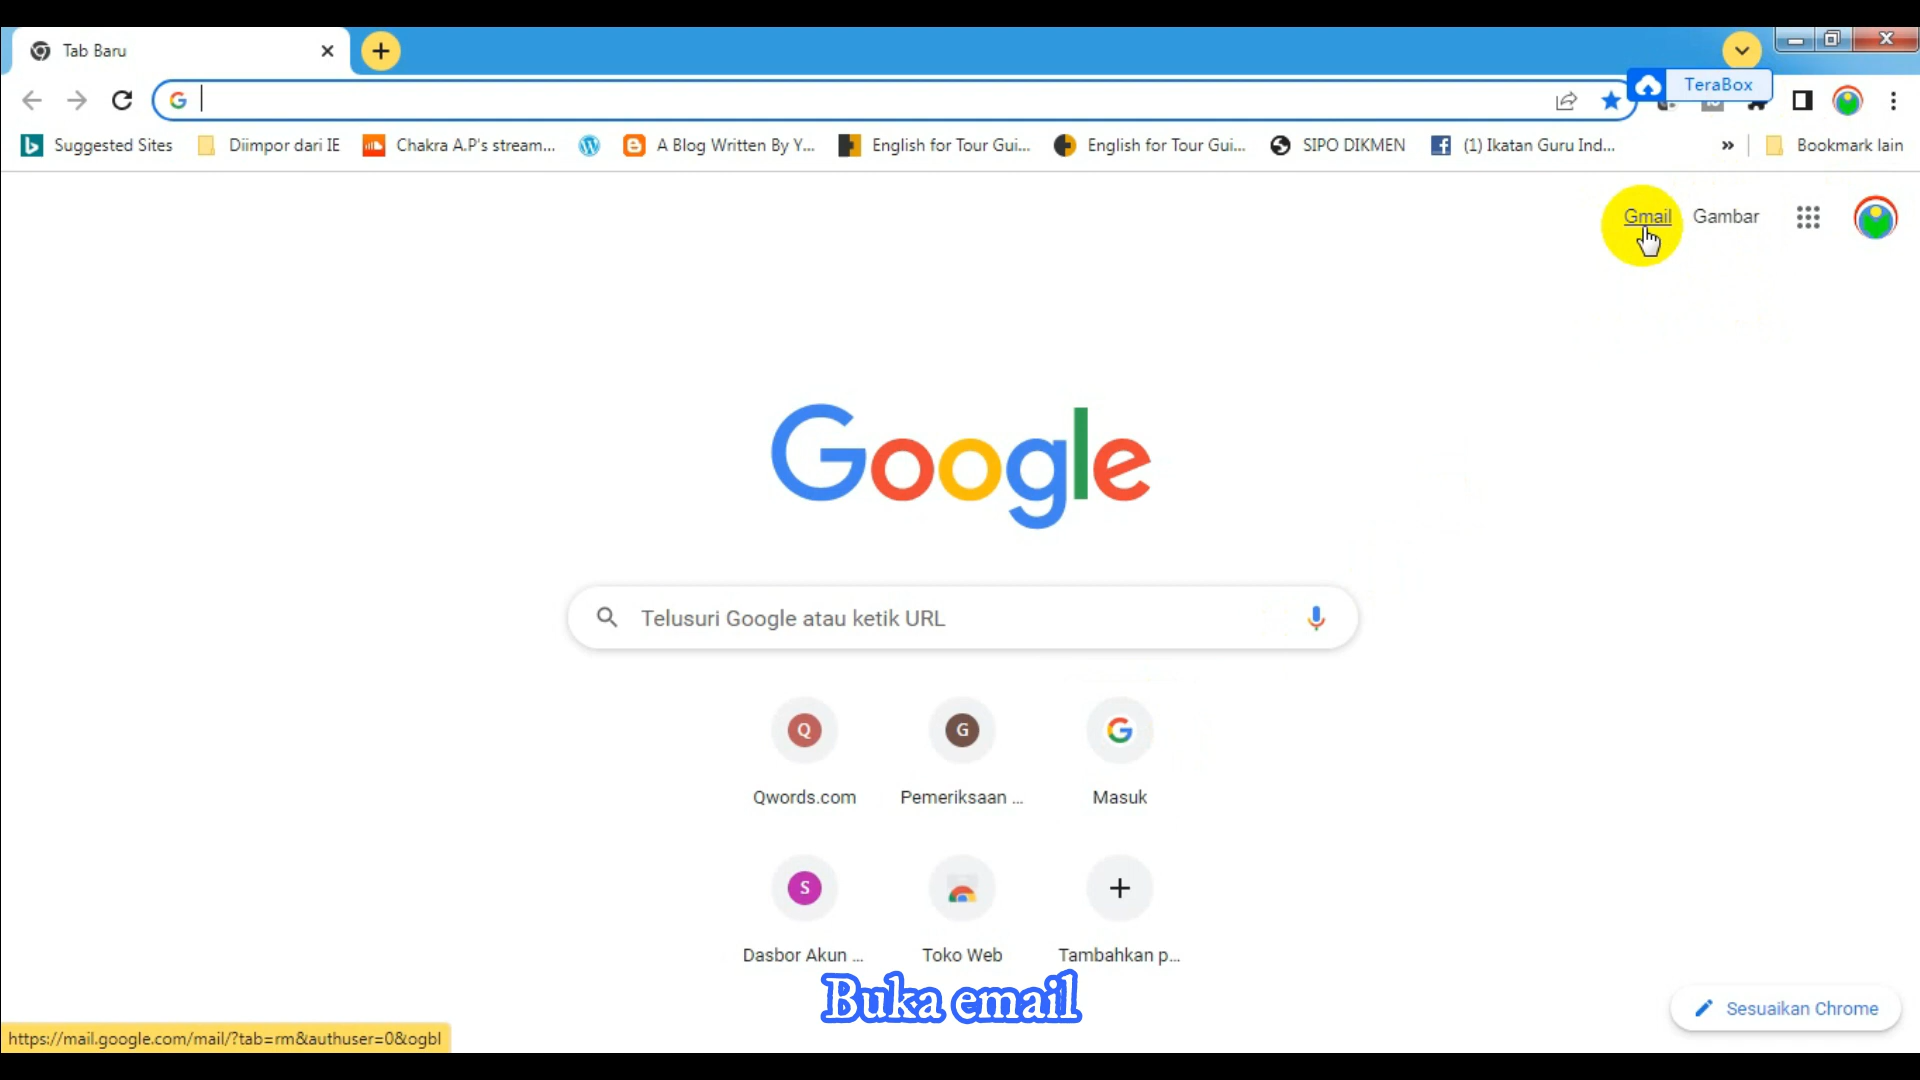 Tab Baru
TeraBox
Suggested Sites
Diimpor dari IE
Chakra A.P's stream...
A Blog Written By Y...
English for Tour Gui...
English for Tour Gui...
SIPO DIKMEN
(1) Ikatan Guru Ind...
»
Bookmark lain
Gmail
Gambar
Google
Telusuri Google atau ketik URL
Q
G
Qwords.com
Pemeriksaan ...
Masuk
S
Dasbor Akun ...
Toko Web
Tambahkan p...
Buka email
Sesuaikan Chrome
https://mail.google.com/mail/?tab=rm&authuser=0&ogbl